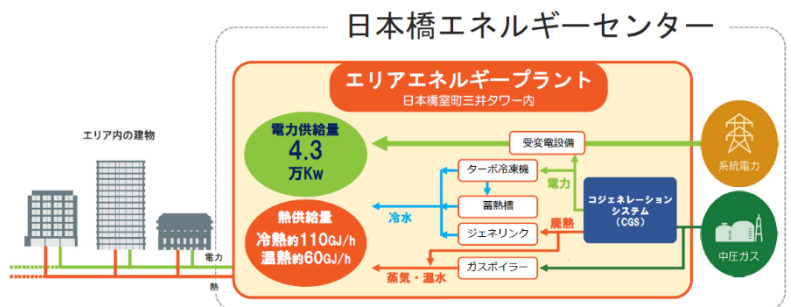 日本橋エネルギーセンター
エリアエネルギープラント
日本橋室町三井タワー内
エリア内の建物
電力供給量
4.3
万Kw
受変電設備
系統電力
ターボ冷凍機
電力
蓄熱槽
冷水
コジェネレーション
システム
(CGS)
熱供給量
冷熱約110GJ/h
温熱約60GJ/h
廃熱
ジェネリンク
中圧ガス
電力
ガスボイラー
蒸気・温水
熱